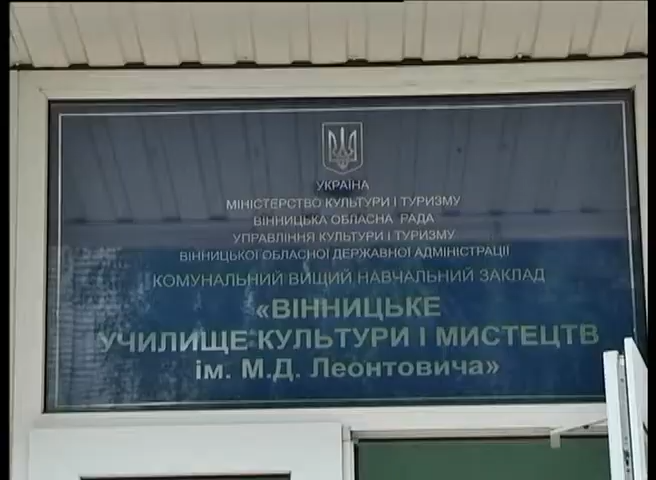 УКРАЇНА
МІНІСТЕРСТВО КУЛЬТУРИ І ТУРИЗМУ
ВІННИЦЬКА ОБЛАСНА РАДА
УПРАВЛІННЯ КУЛЬТУРИ І ТУРИЗМУ
ВІННИЦЬКОЇ ОБЛАСНОЇ ДЕРЖАВНОЇ АДМІНІСТРАЦІЇ
КОМУНАЛЬНИЙ ВИЩИЙ НАВЧАЛЬНИЙ ЗАКЛАД
«ВІННИЦЬКЕ
УЧИЛИЩЕ КУЛЬТУРИ І МИСТЕЦТВ
ім. М.Д. Леонтовича»